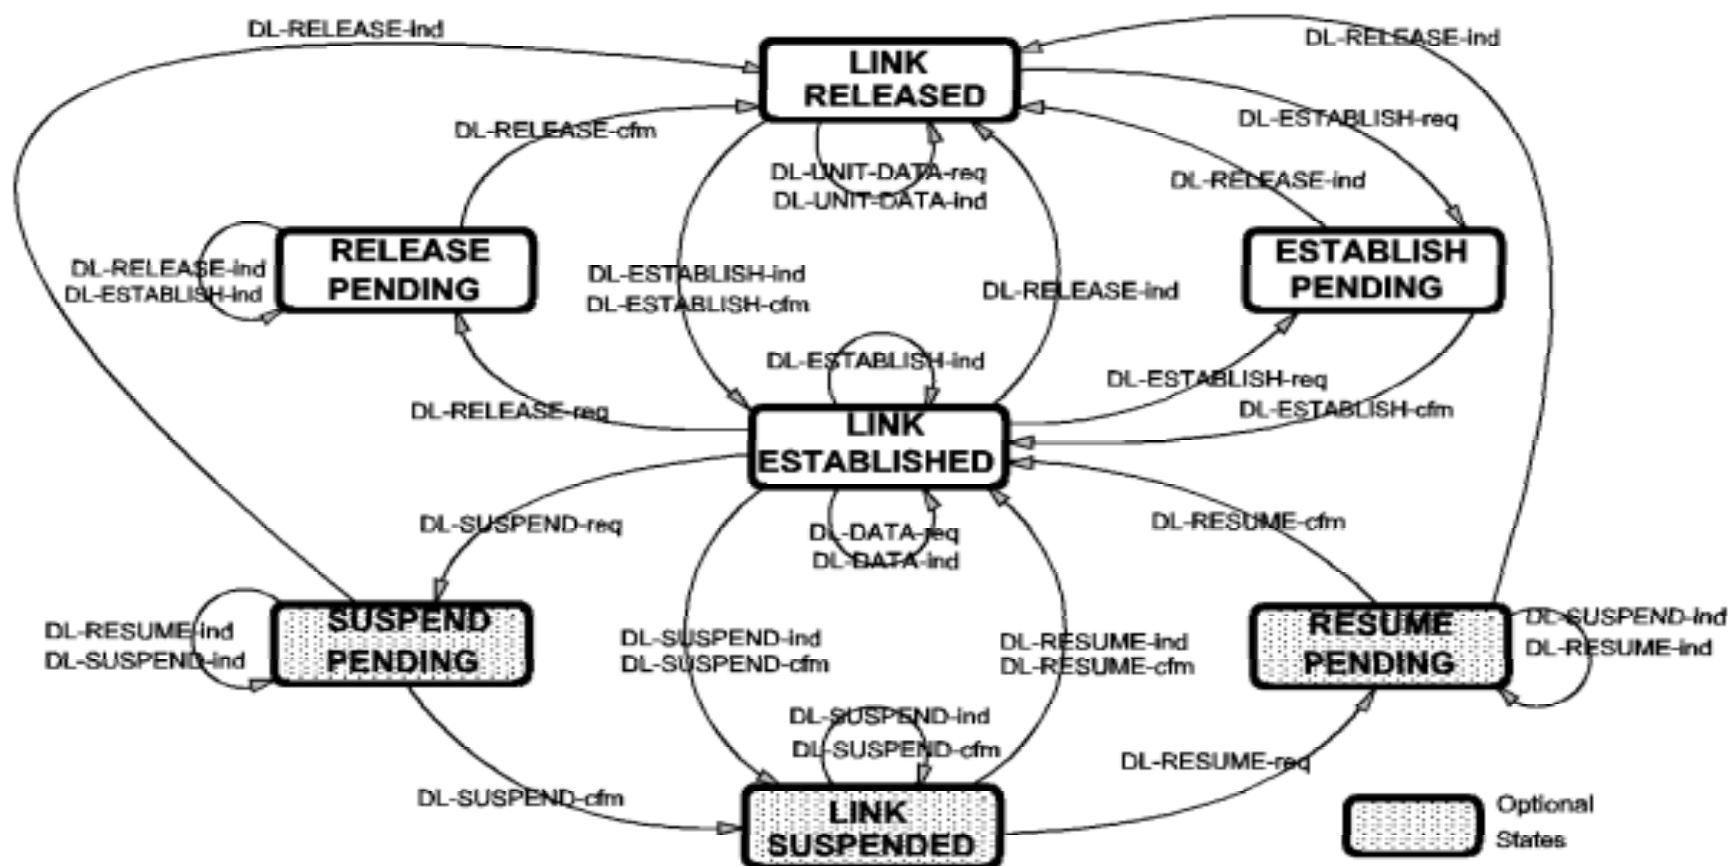 DL-RELEASE-ind
DL-RELEASE-ind
LINK
RELEASED
DL-RELEASE-cfm
DL-ESTABLISH-req
DL-UNIT-DATA-req
DL-UNIT-DATA-ind
DL-RELEASE-ind
RELEASE
PENDING
DL-RELEASE-ind
DL-ESTABLISH-ind
DL-ESTABLISH-ind
DL-ESTABLISH-cfm
DL-RELEASE-ind
ESTABLISH
PENDING
DL-ESTABLISH-ind
DL-ESTABLISH-req
DL-RELEASE-req
DL-ESTABLISH-cfm
LINK
ESTABLISHED
DL-SUSPEND-req
DL-DATA-req
DL-DATA-ind
DL-RESUME-cfm
DL-RESUME-ind
DL-SUSPEND-ind
SUSPEND
PENDING
DL-SUSPEND-ind
DL-SUSPEND-cfm
DL-RESUME-ind
DL-RESUME-cfm
RESUME
PENDING
DL-SUSPEND-ind
DL-RESUME-ind
DL-SUSPEND-ind
DL-SUSPEND-cfm
DL-SUSPEND-cfm
DL-RESUME-req
LINK
SUSPENDED
Optional
States